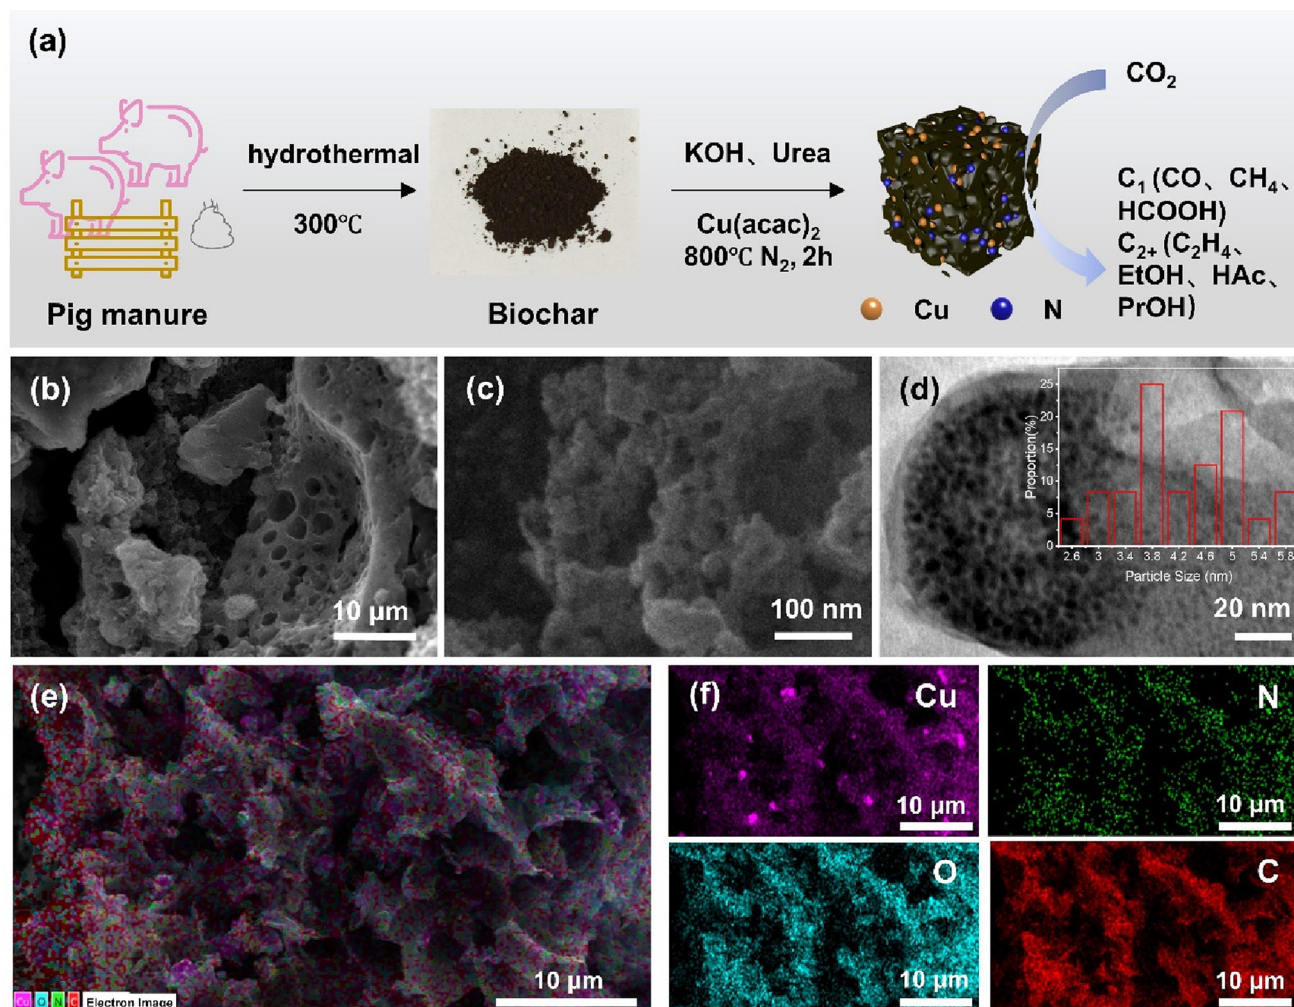 (a)
hydrothermal
300℃
KOH、Urea
Cu(acac)₂
800℃ N₂, 2h
CO₂
C₁ (CO、CH₄、
HCOOH)
C₂₊ (C₂H₄、
EtOH、HAc、
PrOH)
Pig manure
Biochar
Cu
N
(b)
10 μm
(c)
100 nm
(d)
25
20
15
10
5
0
Proportion(%)
2.6 3 3.4 3.8 4.2 4.6 5 5.4 5.8
Particle Size (nm)
20 nm
(e)
10 μm
Cu O N C Electron Image
(f)
Cu
10 μm
N
10 μm
O
10 μm
C
10 μm